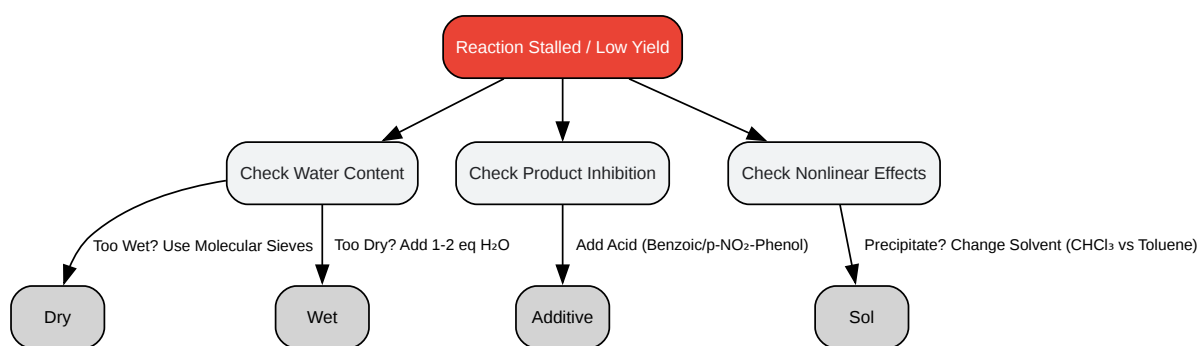 Reaction Stalled / Low Yield
Check Water Content
Check Product Inhibition
Check Nonlinear Effects
Too Wet? Use Molecular Sieves
Too Dry? Add 1-2 eq H₂O
Add Acid (Benzoic/p-NO₂-Phenol)
Precipitate? Change Solvent (CHCl₃ vs Toluene)
Dry
Wet
Additive
Sol